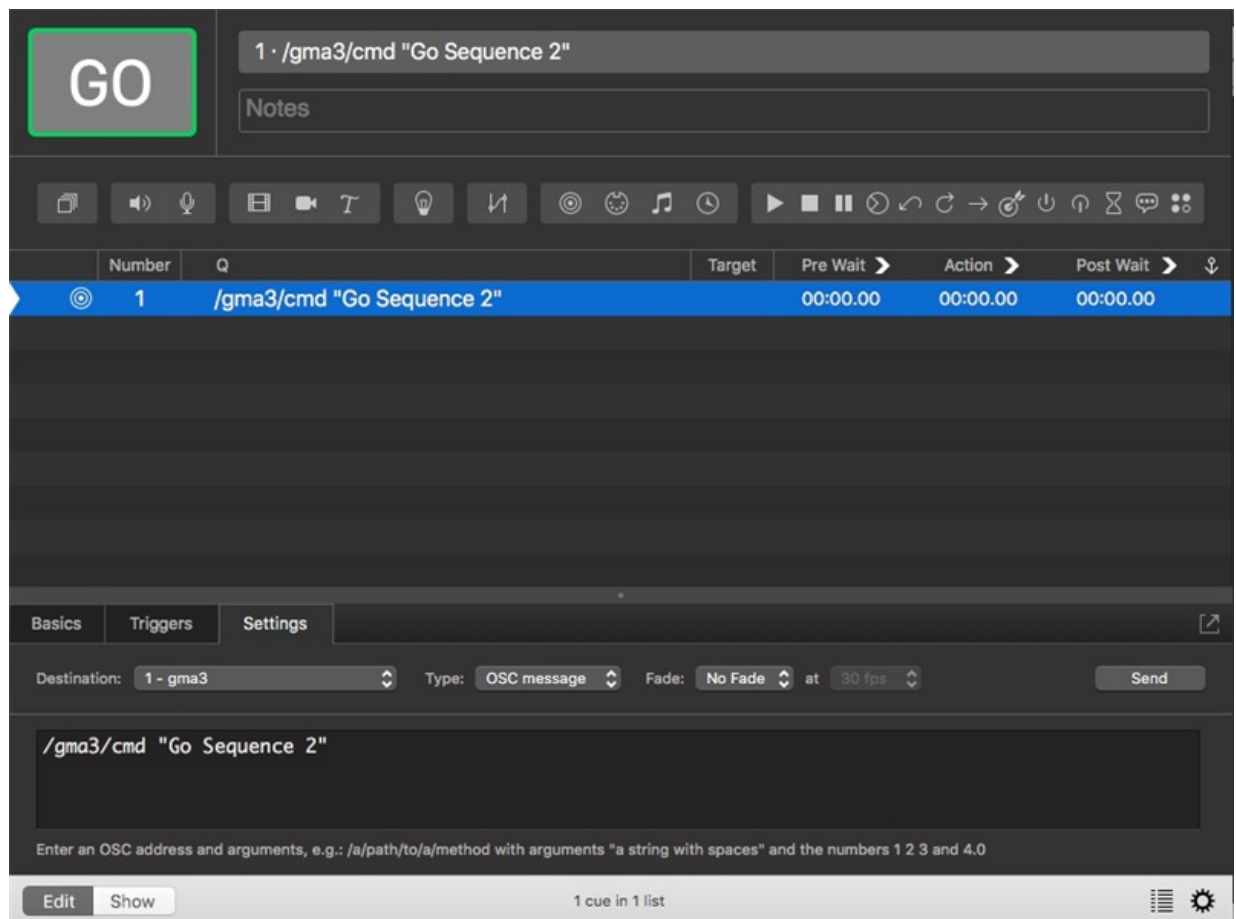 GO
1 · /gma3/cmd "Go Sequence 2"
Notes
Number Q Target Pre Wait Action Post Wait
1 /gma3/cmd "Go Sequence 2" 00:00.00 00:00.00 00:00.00
Basics Triggers Settings
Destination: 1 - gma3 Type: OSC message Fade: No Fade at 30 fps Send
/gma3/cmd "Go Sequence 2"
Enter an OSC address and arguments, e.g.: /a/path/to/a/method with arguments "a string with spaces" and the numbers 1 2 3 and 4.0
Edit Show 1 cue in 1 list